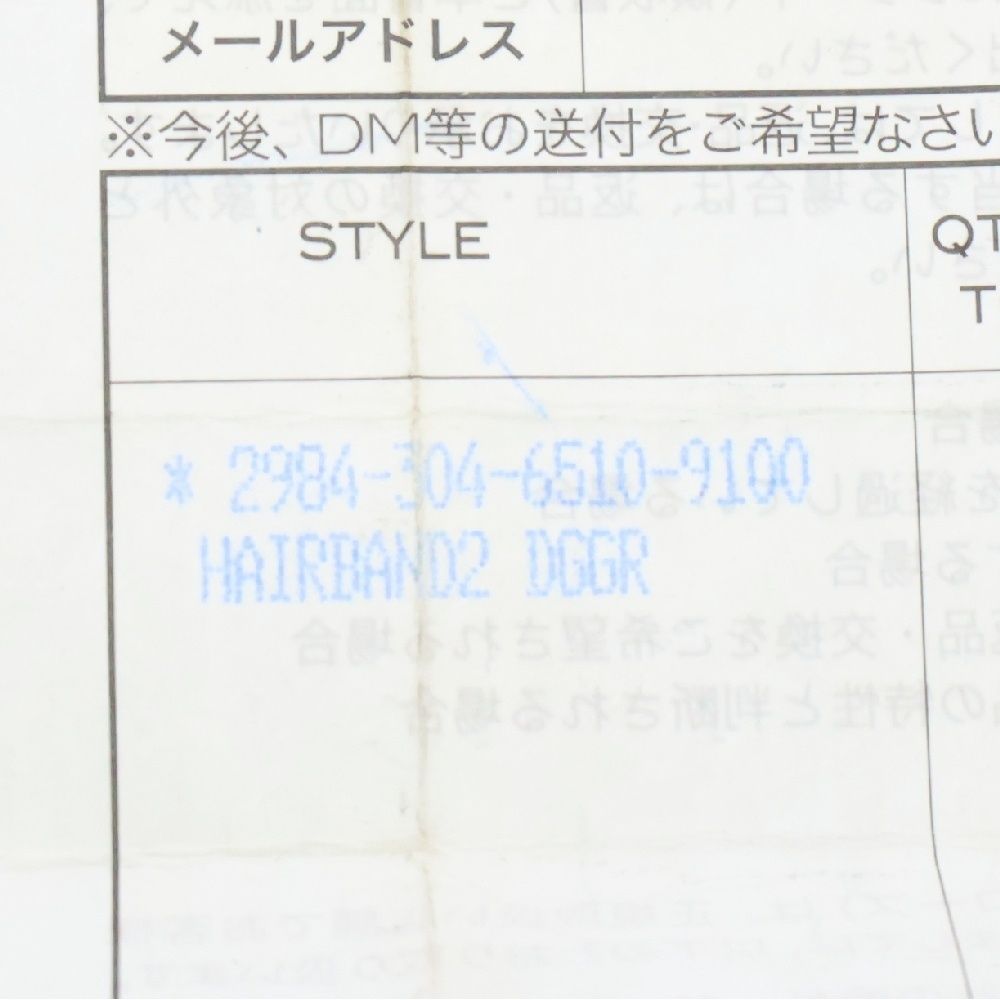 メールアドレス
※今後、DM等の送付をご希望なさい
STYLE
QT
T
* 2984-304-6510-9100
HAIRBAND2 DGGR